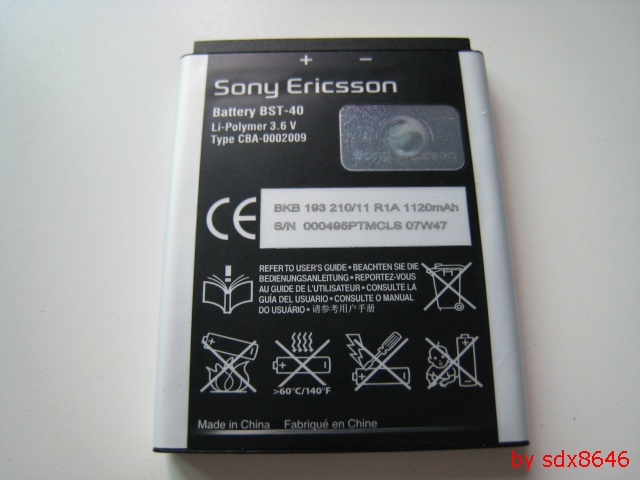 + −
Sony Ericsson
Battery BST-40
Li-Polymer 3.6 V
Type CBA-0002009
CE
BKB 193 210/11 R1A 1120mAh
S/N 000495PTMCLS 07W47
REFER TO USER'S GUIDE • BEACHTEN SIE DIE
BEDIENUNGSANLEITUNG • REPORTEZ-VOUS
AU GUIDE DE L'UTILISATEUR • CONSULTE LA
GUÍA DEL USUARIO • CONSULTE O MANUAL
DO USUÁRIO • 请参考用户手册
>60°C/140°F
Made in China Fabriqué en Chine
by sdx8646